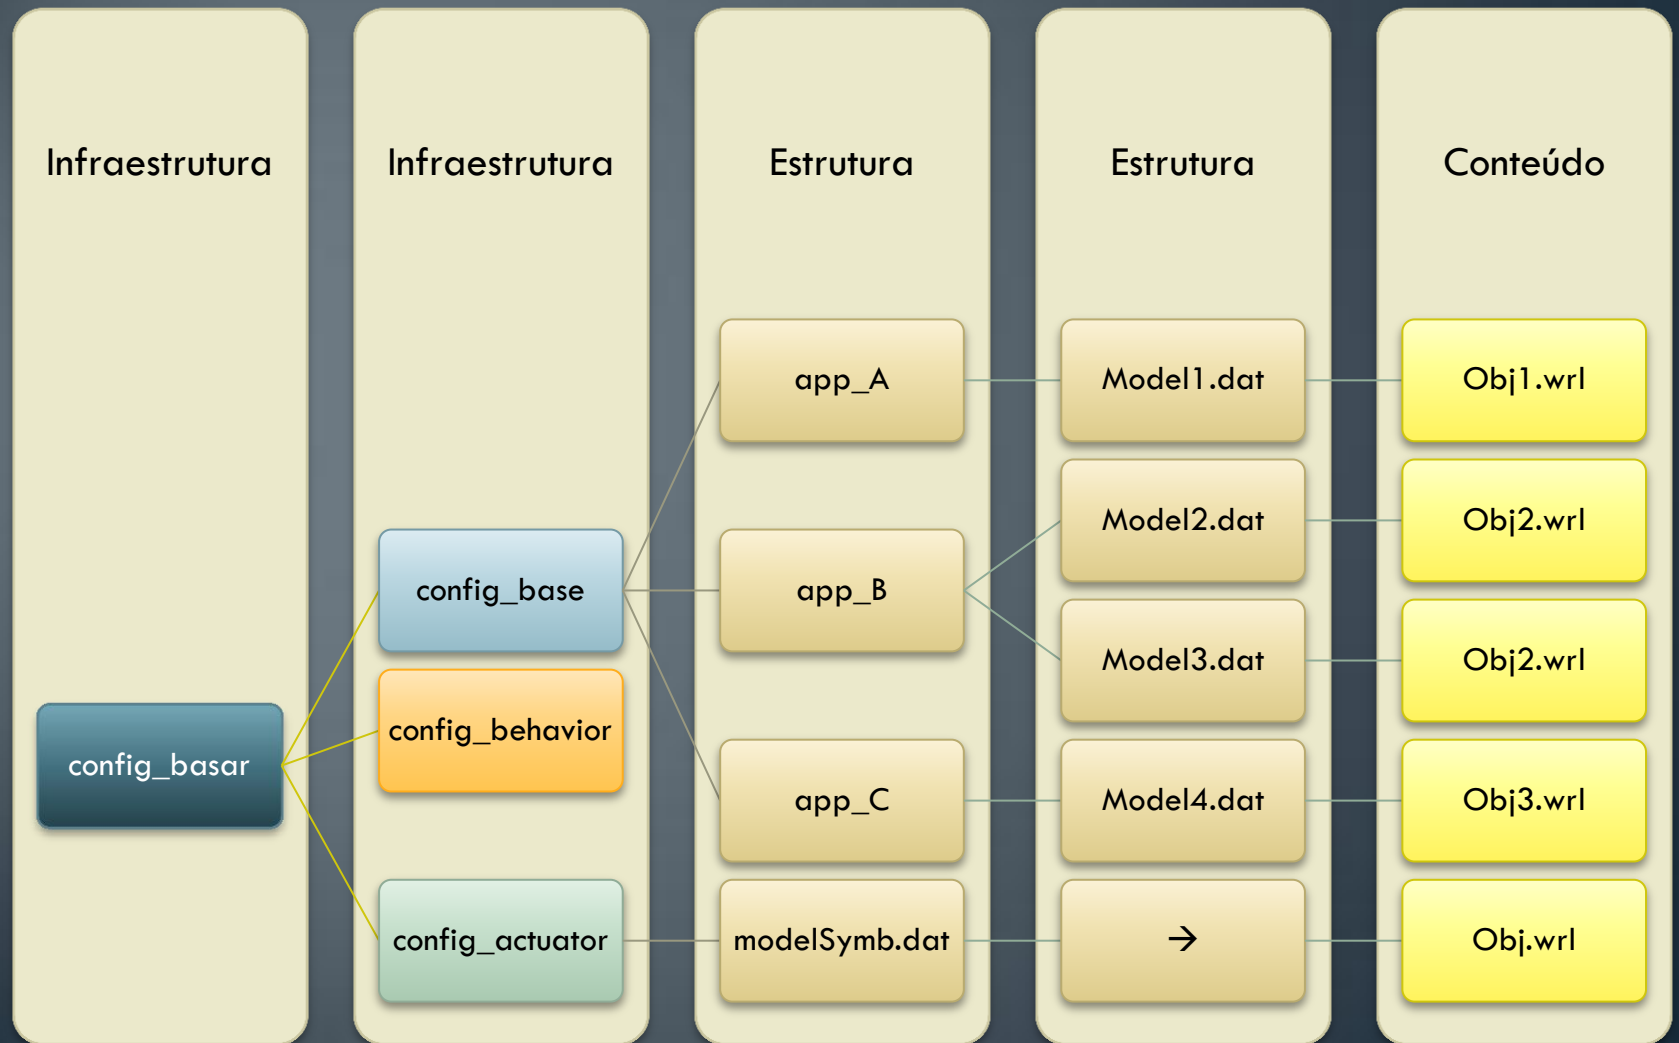 Infraestrutura
Infraestrutura
Estrutura
Estrutura
Conteúdo
config_basar
config_base
config_behavior
config_actuator
app_A
app_B
app_C
modelSymb.dat
Model1.dat
Model2.dat
Model3.dat
Model4.dat
→
Obj1.wrl
Obj2.wrl
Obj2.wrl
Obj3.wrl
Obj.wrl